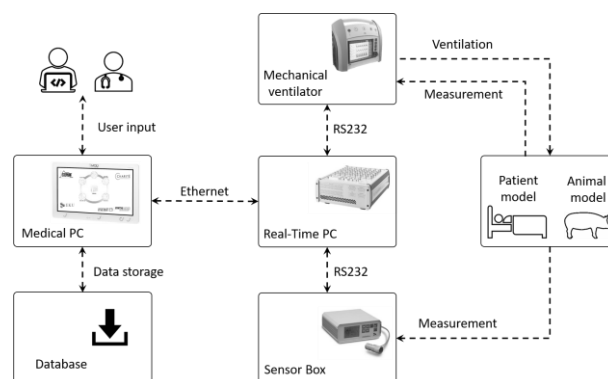 Ventilation
Mechanical
ventilator
Measurement
User input
RS232
Ethernet
Patient
model
Animal
model
Medical PC
Real-Time PC
Data storage
RS232
Measurement
Database
Sensor Box